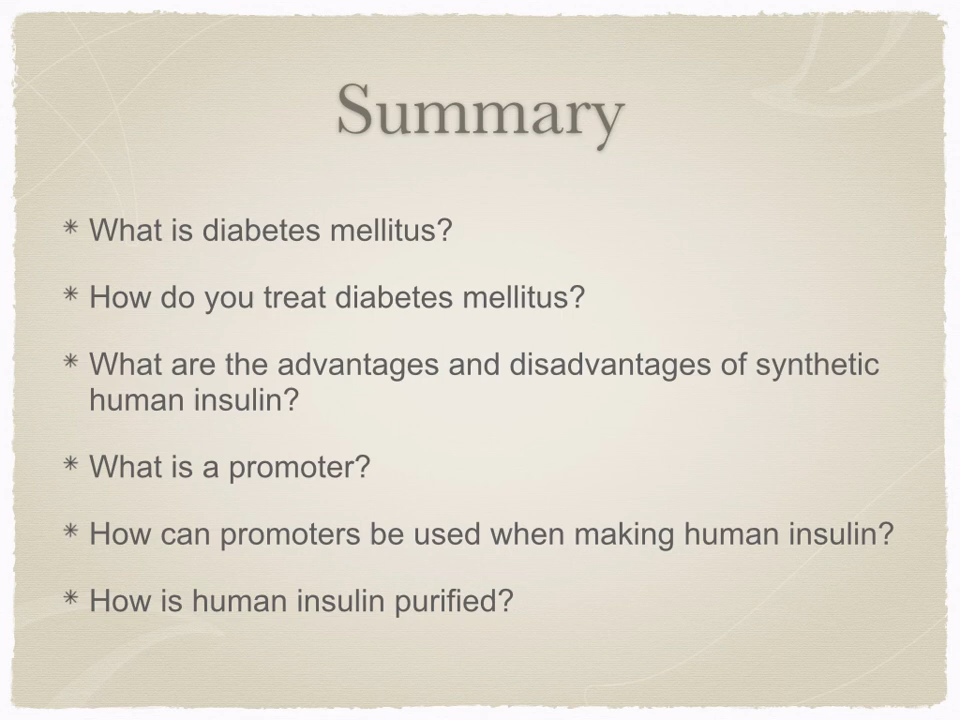 Summary
* What is diabetes mellitus?
* How do you treat diabetes mellitus?
* What are the advantages and disadvantages of synthetic
human insulin?
* What is a promoter?
* How can promoters be used when making human insulin?
* How is human insulin purified?